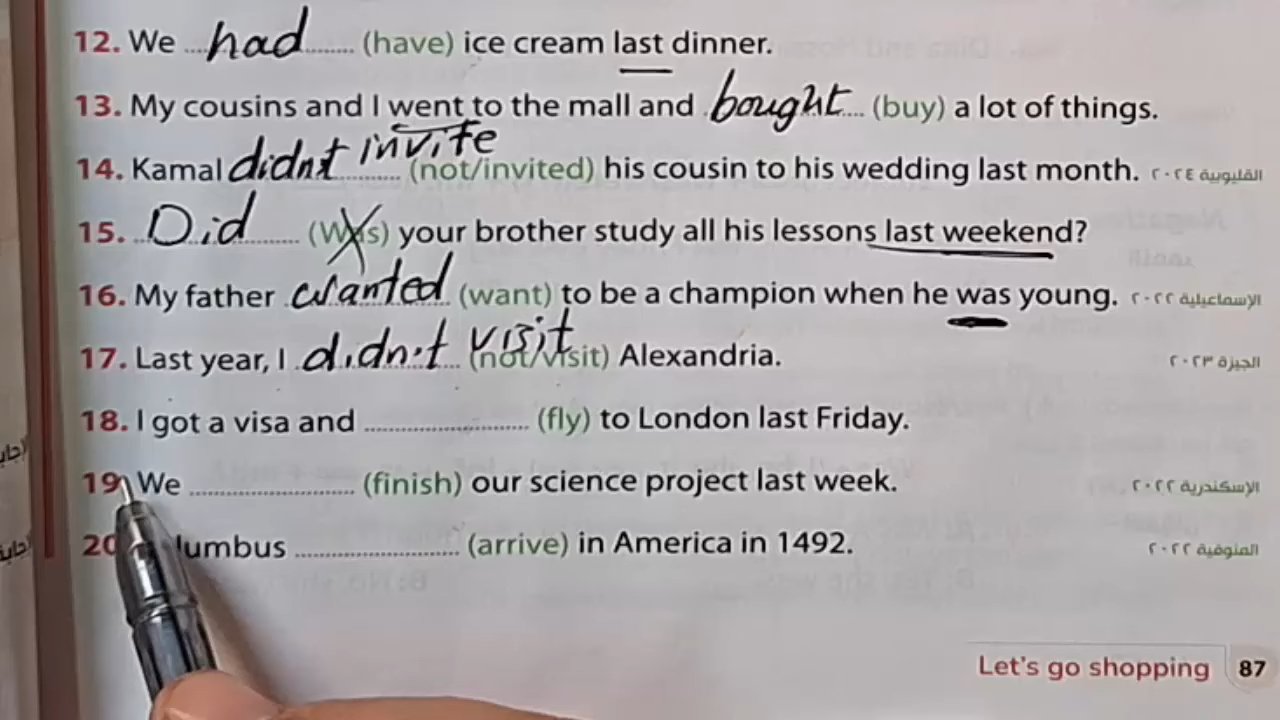 12. We had (have) ice cream last dinner.
13. My cousins and I went to the mall and bought (buy) a lot of things.
14. Kamal didn't invite (not/invited) his cousin to his wedding last month. القليوبية ٢٠٢٤
15. Did (Was) your brother study all his lessons last weekend?
16. My father wanted (want) to be a champion when he was young. الإسماعيلية ٢٠٢٢
17. Last year, I didn't visit (not/visit) Alexandria. الجيزة ٢٠٢٣
18. I got a visa and (fly) to London last Friday.
19 We (finish) our science project last week. الإسكندرية ٢٠٢٢
20 lumbus (arrive) in America in 1492. المنوفية ٢٠٢٢
Let's go shopping 87